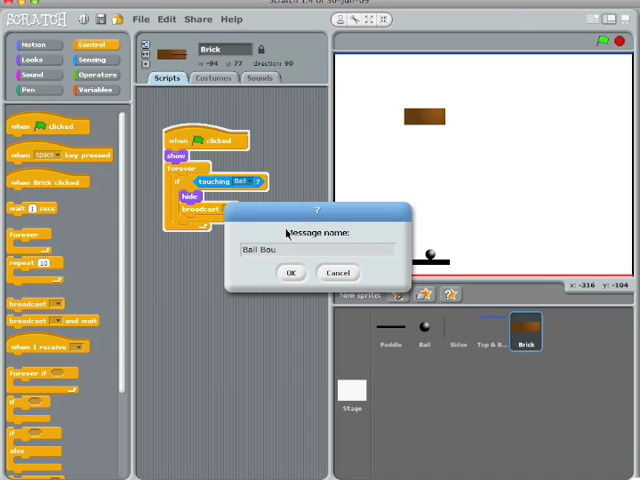 Scratch 1.4 of 30-Jun-09
SCRATCH File Edit Share Help
Motion Control
Looks Sensing
Sound Operators
Pen Variables
Brick
x: -94 y: 77 direction: 90
Scripts Costumes Sounds
when clicked
when space key pressed
when Brick clicked
wait 1 secs
forever
repeat 10
broadcast
broadcast and wait
when I receive
forever if
if
if
else
when clicked
show
forever
if touching Ball ?
hide
broadcast
?
Message name:
Ball Bou
OK Cancel
x: -316 y: -104
New sprite:
Paddle Ball Sides Top & B... Brick
Stage